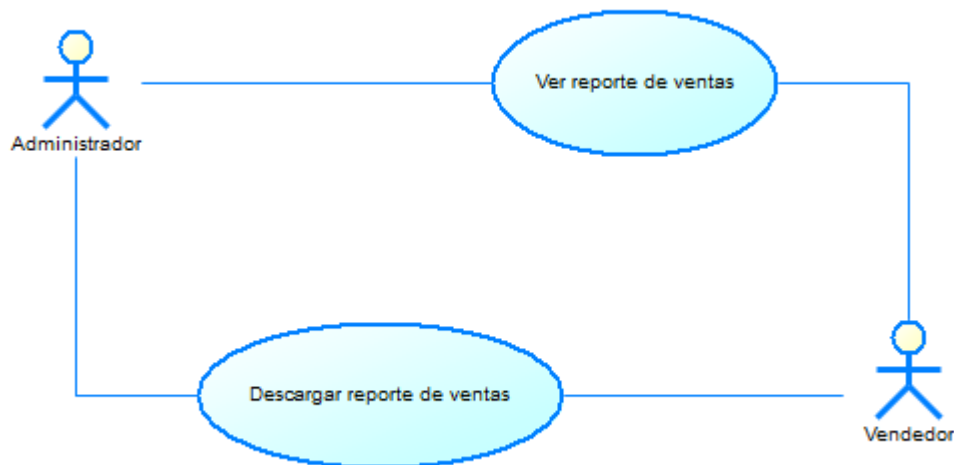 Ver reporte de ventas
Administrador
Descargar reporte de ventas
Vendedor